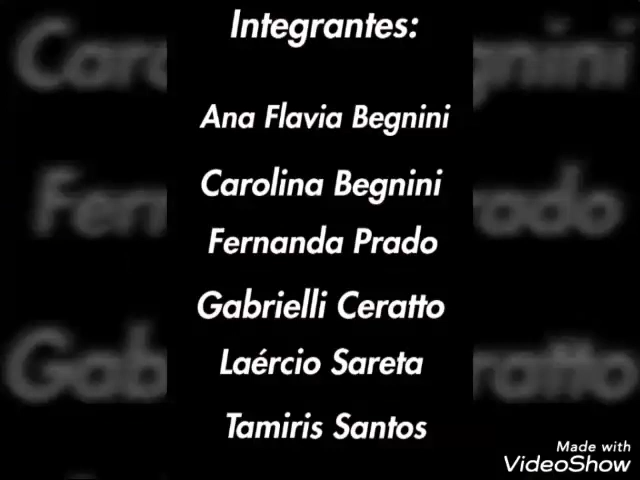 Integrantes:
Ana Flavia Begnini
Carolina Begnini
Fernanda Prado
Gabrielli Ceratto
Laércio Sareta
Tamiris Santos
Made with
VideoShow